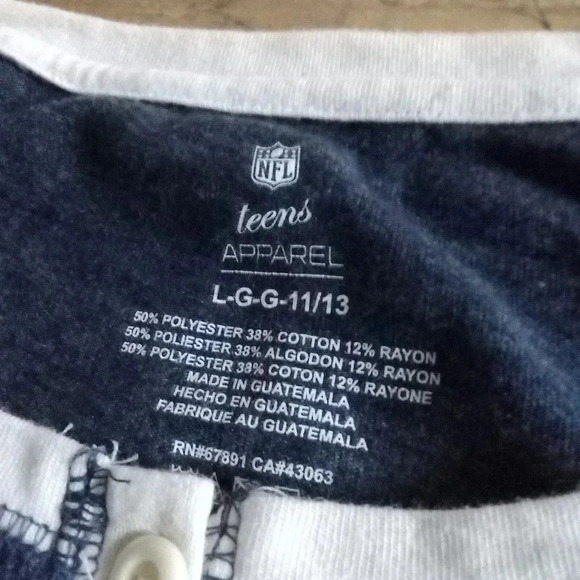 NFL
teens
APPAREL
L-G-G-11/13
50% POLYESTER 38% COTTON 12% RAYON
50% POLIESTER 38% ALGODON 12% RAYON
50% POLYESTER 38% COTON 12% RAYONE
MADE IN GUATEMALA
HECHO EN GUATEMALA
FABRIQUE AU GUATEMALA
RN#67891 CA#43063